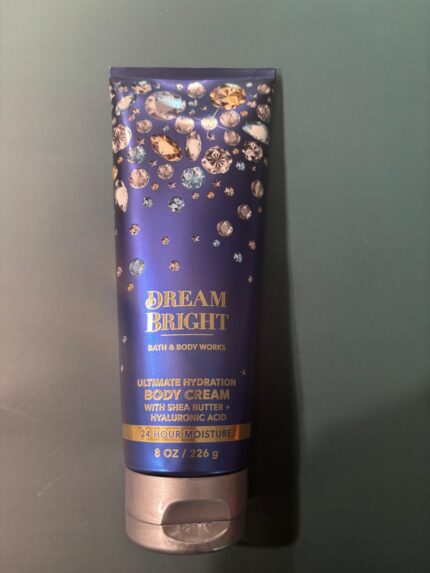 DREAM
BRIGHT
BATH & BODY WORKS
ULTIMATE HYDRATION
BODY CREAM
WITH SHEA BUTTER +
HYALURONIC ACID
24 HOUR MOISTURE
8 OZ / 226 g